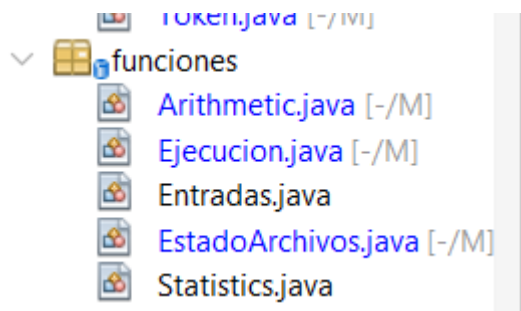 Token.java [-/M]
funciones
Arithmetic.java [-/M]
Ejecucion.java [-/M]
Entradas.java
EstadoArchivos.java [-/M]
Statistics.java